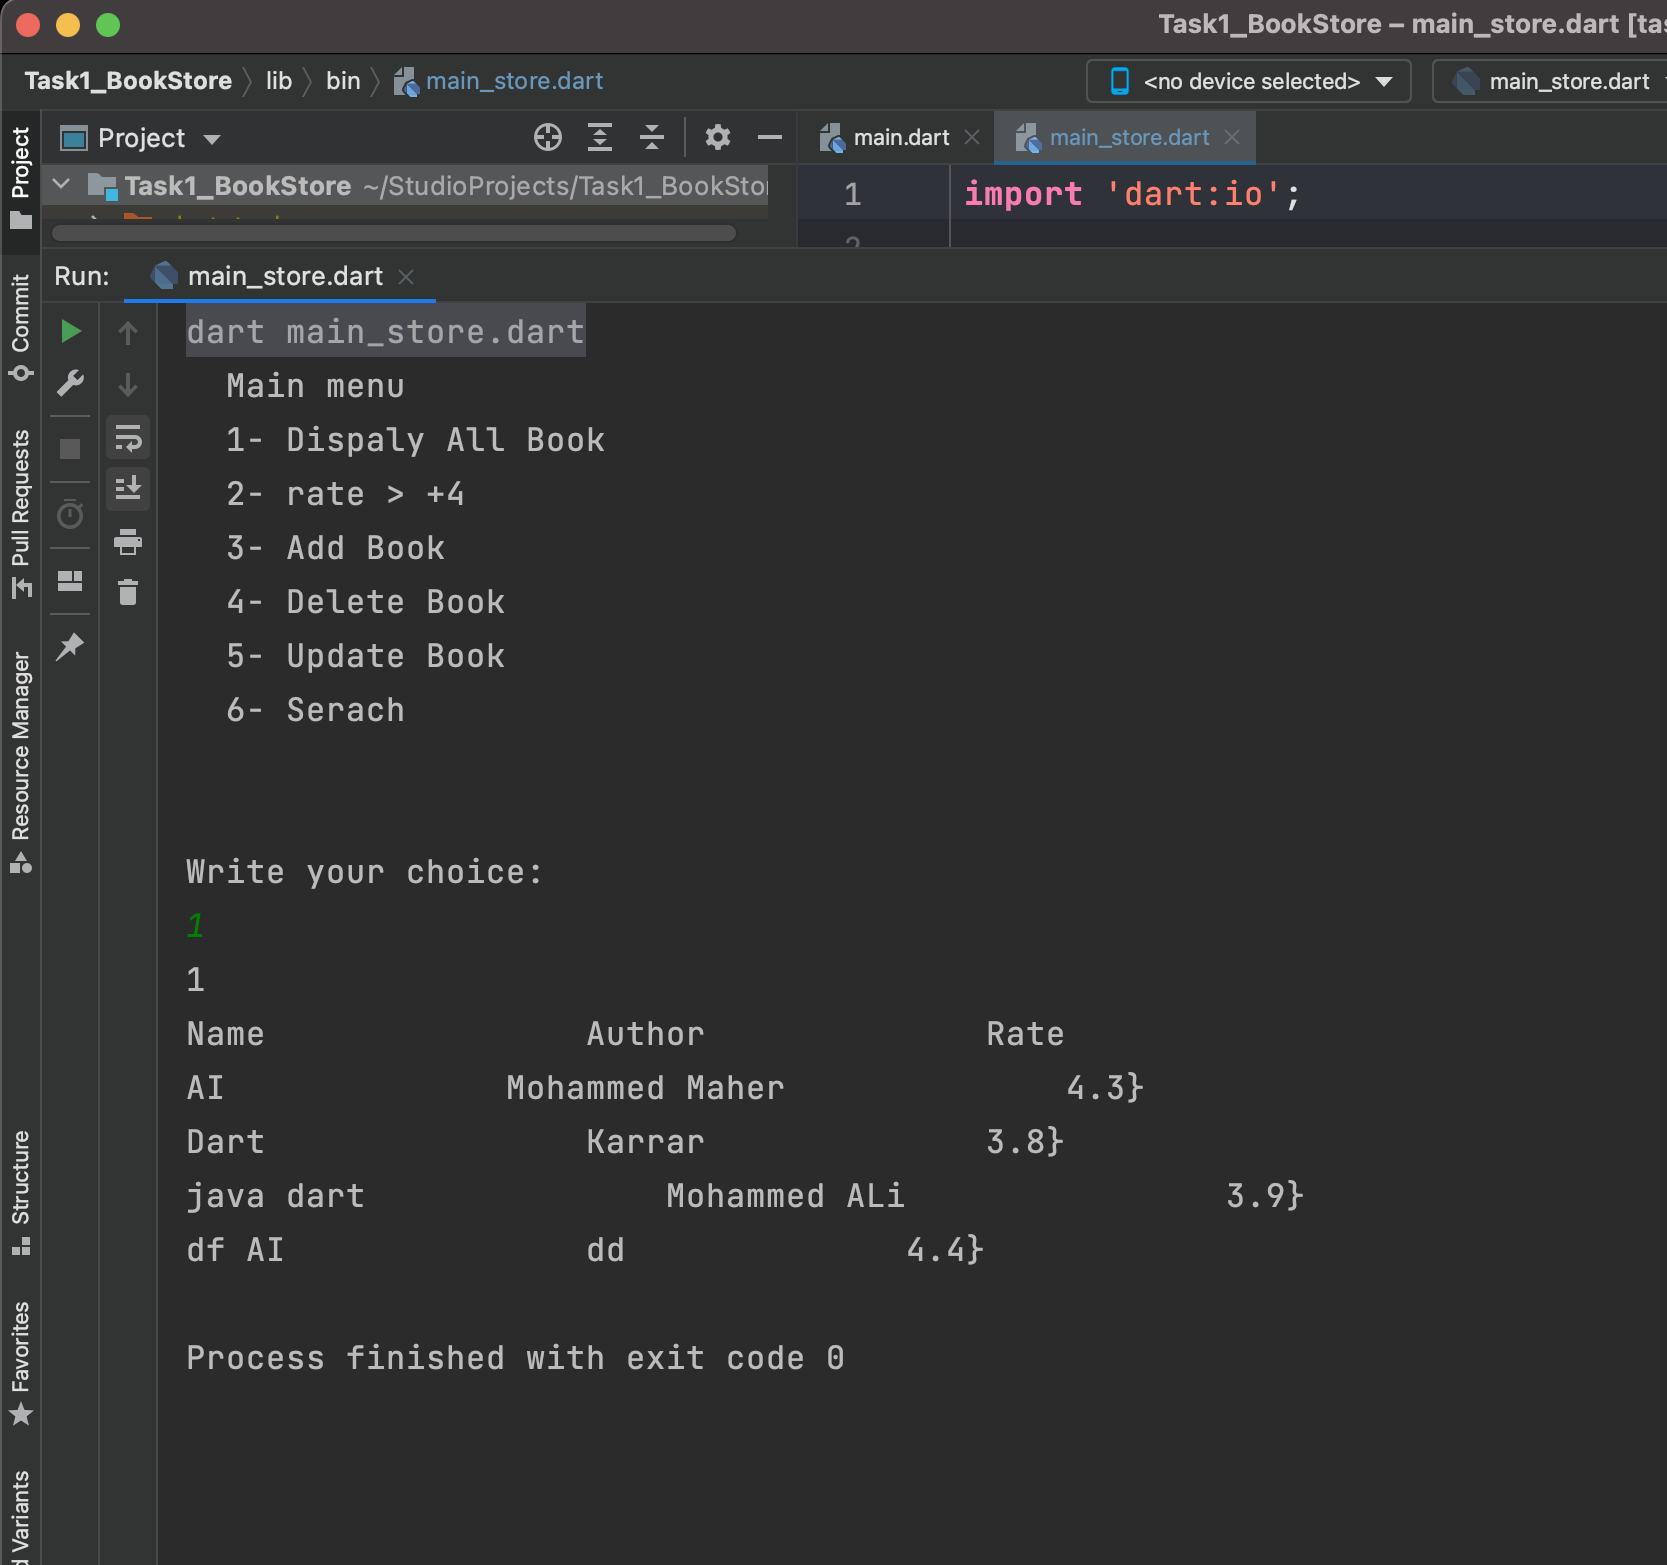 Task1_BookStore – main_store.dart [tas
Task1_BookStore lib bin main_store.dart
<no device selected> main_store.dart
Project
main.dart main_store.dart
Task1_BookStore ~/StudioProjects/Task1_BookSto
1 import 'dart:io';
Run: main_store.dart
dart main_store.dart
Main menu
1- Dispaly All Book
2- rate > +4
3- Add Book
4- Delete Book
5- Update Book
6- Serach
Write your choice:
1
1
Name Author Rate
AI Mohammed Maher 4.3}
Dart Karrar 3.8}
java dart Mohammed ALi 3.9}
df AI dd 4.4}
Process finished with exit code 0
Project
Commit
Pull Requests
Resource Manager
Structure
Favorites
d Variants